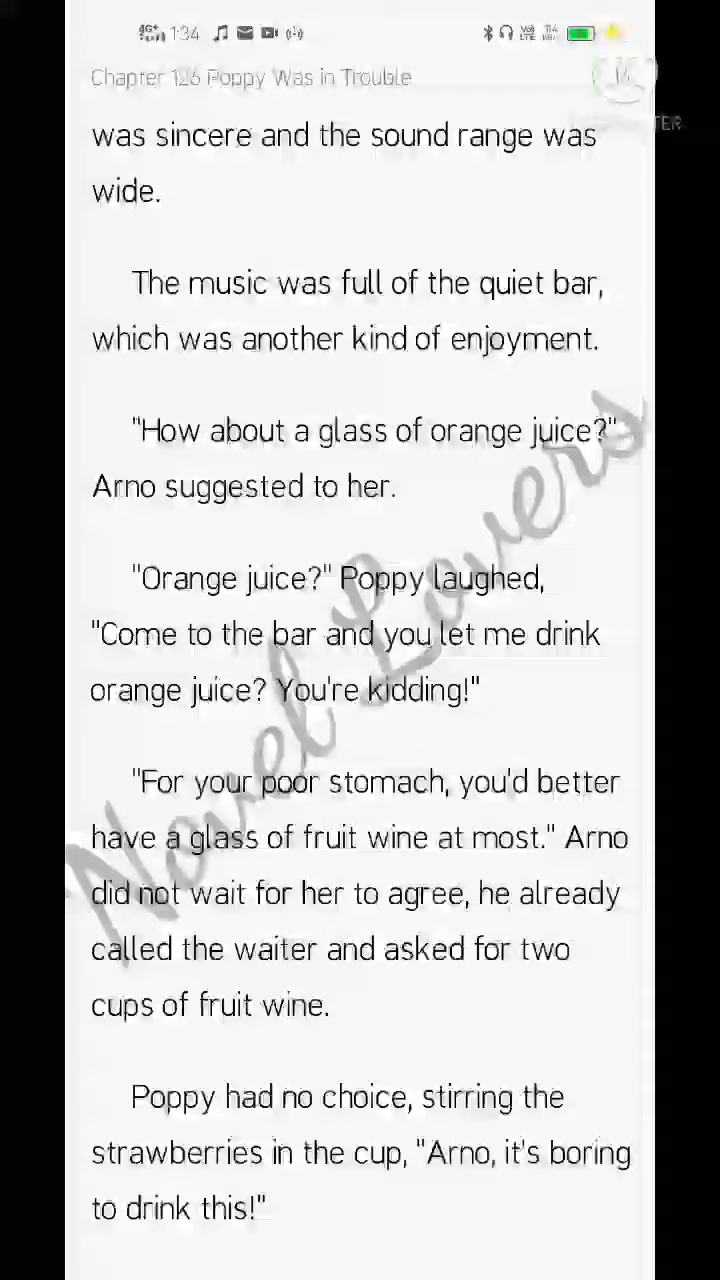 1:34
Chapter 126 Poppy Was in Trouble
was sincere and the sound range was
wide.
The music was full of the quiet bar,
which was another kind of enjoyment.
"How about a glass of orange juice?"
Arno suggested to her.
"Orange juice?" Poppy laughed,
"Come to the bar and you let me drink
orange juice? You're kidding!"
"For your poor stomach, you'd better
have a glass of fruit wine at most." Arno
did not wait for her to agree, he already
called the waiter and asked for two
cups of fruit wine.
Poppy had no choice, stirring the
strawberries in the cup, "Arno, it's boring
to drink this!"
Novel Lovers